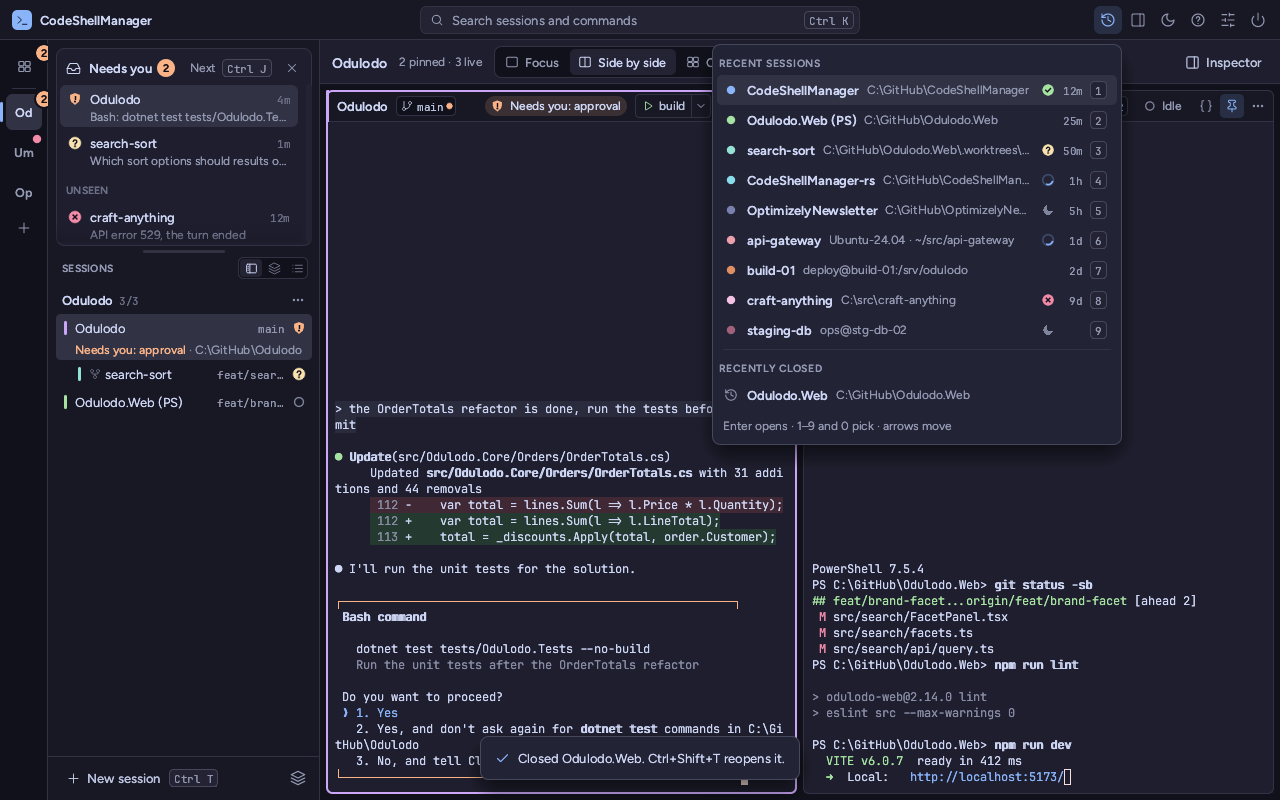 CodeShellManager
Search sessions and commands
Ctrl K
2
Needs you 2 Next Ctrl J
Odulodo 4m
Bash: dotnet test tests/Odulodo.Te…
search-sort 1m
Which sort options should results o…
UNSEEN
craft-anything 12m
API error 529, the turn ended
2
Od
Um
Op
SESSIONS
Odulodo 3/3
Odulodo main
Needs you: approval · C:\GitHub\Odulodo
search-sort feat/sear…
Odulodo.Web (PS) feat/bran…
New session Ctrl T
Odulodo 2 pinned · 3 live
Focus
Side by side
Inspector
Odulodo main
Needs you: approval
build
Idle
RECENT SESSIONS
CodeShellManager C:\GitHub\CodeShellManager 12m 1
Odulodo.Web (PS) C:\GitHub\Odulodo.Web 25m 2
search-sort C:\GitHub\Odulodo.Web\.worktrees\… 50m 3
CodeShellManager-rs C:\GitHub\CodeShellMan… 1h 4
OptimizelyNewsletter C:\GitHub\OptimizelyNe… 5h 5
api-gateway Ubuntu-24.04 · ~/src/api-gateway 1d 6
build-01 deploy@build-01:/srv/odulodo 2d 7
craft-anything C:\src\craft-anything 9d 8
staging-db ops@stg-db-02 9
RECENTLY CLOSED
Odulodo.Web C:\GitHub\Odulodo.Web
Enter opens · 1–9 and 0 pick · arrows move
> the OrderTotals refactor is done, run the tests befo
mit
Update(src/Odulodo.Core/Orders/OrderTotals.cs)
Updated src/Odulodo.Core/Orders/OrderTotals.cs with 31 addi
tions and 44 removals
112 - var total = lines.Sum(l => l.Price * l.Quantity);
112 + var total = lines.Sum(l => l.LineTotal);
113 + total = _discounts.Apply(total, order.Customer);
I'll run the unit tests for the solution.
Bash command
dotnet test tests/Odulodo.Tests --no-build
Run the unit tests after the OrderTotals refactor
Do you want to proceed?
❯ 1. Yes
2. Yes, and don't ask again for dotnet test commands in C:\Gi
tHub\Odulodo
3. No, and tell Cl
Closed Odulodo.Web. Ctrl+Shift+T reopens it.
PowerShell 7.5.4
PS C:\GitHub\Odulodo.Web> git status -sb
## feat/brand-facet...origin/feat/brand-facet [ahead 2]
M src/search/FacetPanel.tsx
M src/search/facets.ts
M src/search/api/query.ts
PS C:\GitHub\Odulodo.Web> npm run lint
> odulodo-web@2.14.0 lint
> eslint src --max-warnings 0
PS C:\GitHub\Odulodo.Web> npm run dev
VITE v6.0.7 ready in 412 ms
➜ Local: http://localhost:5173/